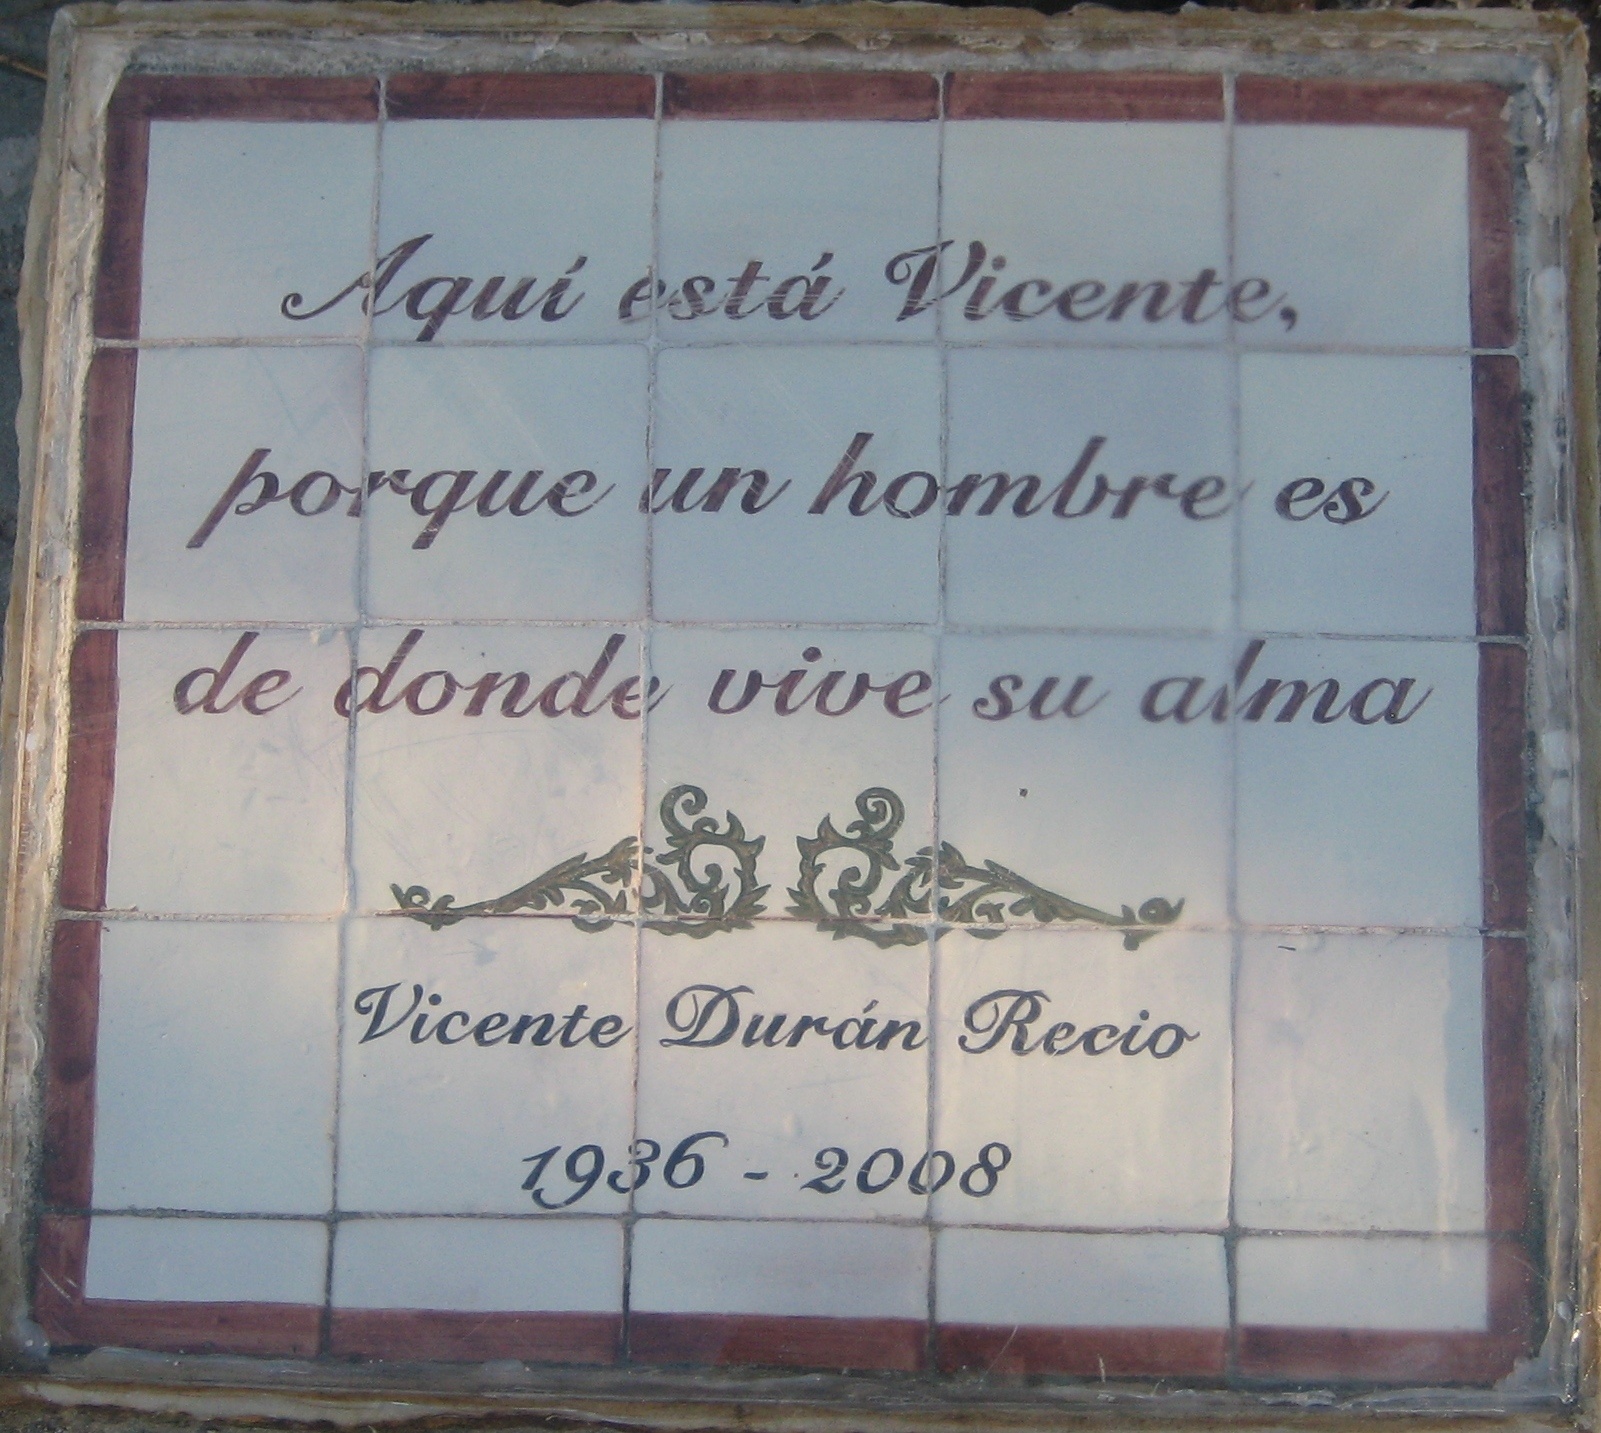 Aquí está Vicente,
porque un hombre es
de donde vive su alma
Vicente Durán Recio
1936 - 2008